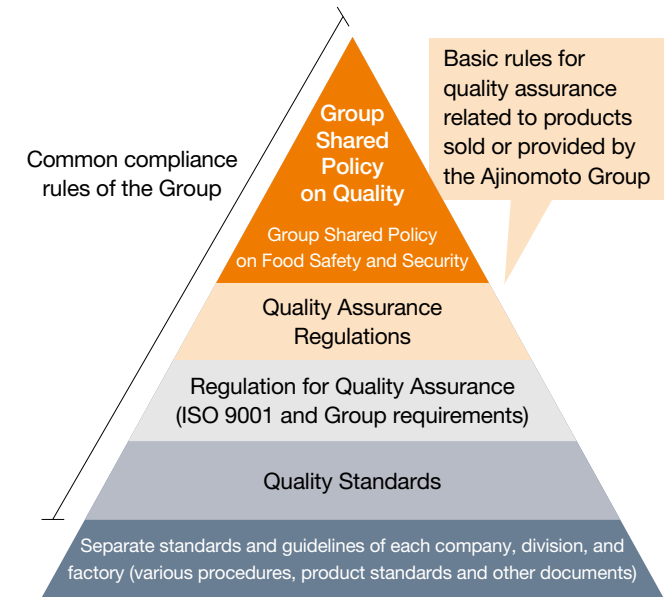 Basic rules for
quality assurance
related to products
sold or provided by
the Ajinomoto Group
Common compliance
rules of the Group
Group
Shared
Policy
on Quality
Group Shared Policy
on Food Safety and Security
Quality Assurance
Regulations
Regulation for Quality Assurance
(ISO 9001 and Group requirements)
Quality Standards
Separate standards and guidelines of each company, division, and
factory (various procedures, product standards and other documents)